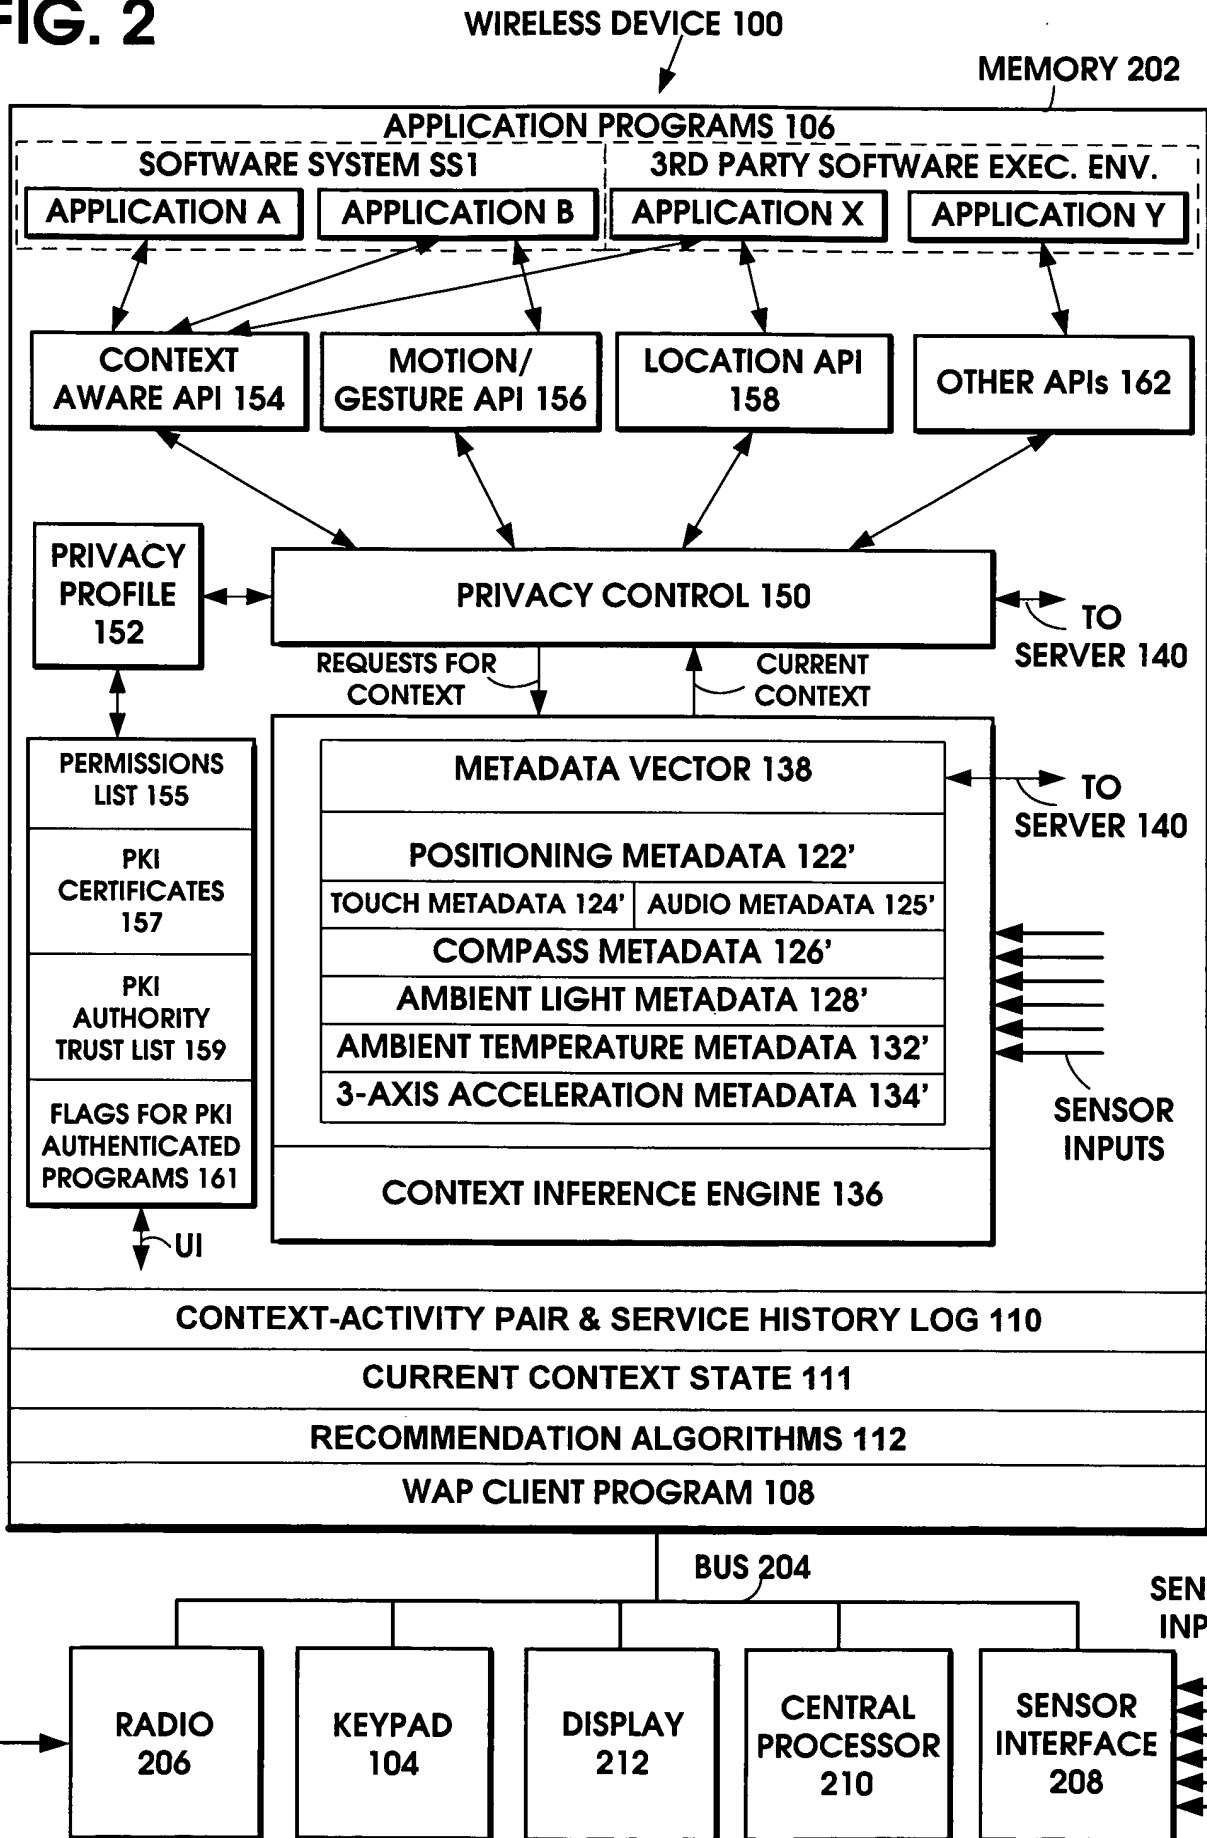 FIG. 2
WIRELESS DEVICE 100
MEMORY 202
APPLICATION PROGRAMS 106
SOFTWARE SYSTEM SS1
3RD PARTY SOFTWARE EXEC. ENV.
APPLICATION A
APPLICATION B
APPLICATION X
APPLICATION Y
CONTEXT
AWARE API 154
MOTION/
GESTURE API 156
LOCATION API
158
OTHER APIs 162
PRIVACY
PROFILE
152
PRIVACY CONTROL 150
TO
SERVER 140
REQUESTS FOR
CONTEXT
CURRENT
CONTEXT
PERMISSIONS
LIST 155
PKI
CERTIFICATES
157
PKI
AUTHORITY
TRUST LIST 159
FLAGS FOR PKI
AUTHENTICATED
PROGRAMS 161
UI
METADATA VECTOR 138
TO
SERVER 140
POSITIONING METADATA 122'
TOUCH METADATA 124'
AUDIO METADATA 125'
COMPASS METADATA 126'
AMBIENT LIGHT METADATA 128'
AMBIENT TEMPERATURE METADATA 132'
3-AXIS ACCELERATION METADATA 134'
SENSOR
INPUTS
CONTEXT INFERENCE ENGINE 136
CONTEXT-ACTIVITY PAIR & SERVICE HISTORY LOG 110
CURRENT CONTEXT STATE 111
RECOMMENDATION ALGORITHMS 112
WAP CLIENT PROGRAM 108
BUS 204
SEN
INP
RADIO
206
KEYPAD
104
DISPLAY
212
CENTRAL
PROCESSOR
210
SENSOR
INTERFACE
208